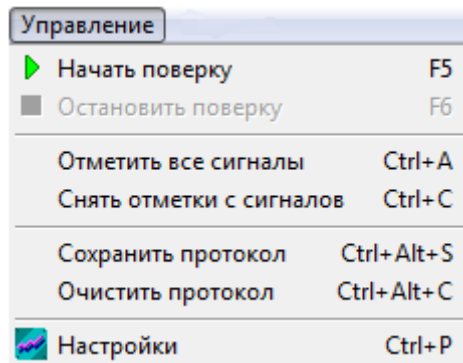 Управление
Начать поверку F5
Остановить поверку F6
Отметить все сигналы Ctrl+A
Снять отметки с сигналов Ctrl+C
Сохранить протокол Ctrl+Alt+S
Очистить протокол Ctrl+Alt+C
Настройки Ctrl+P